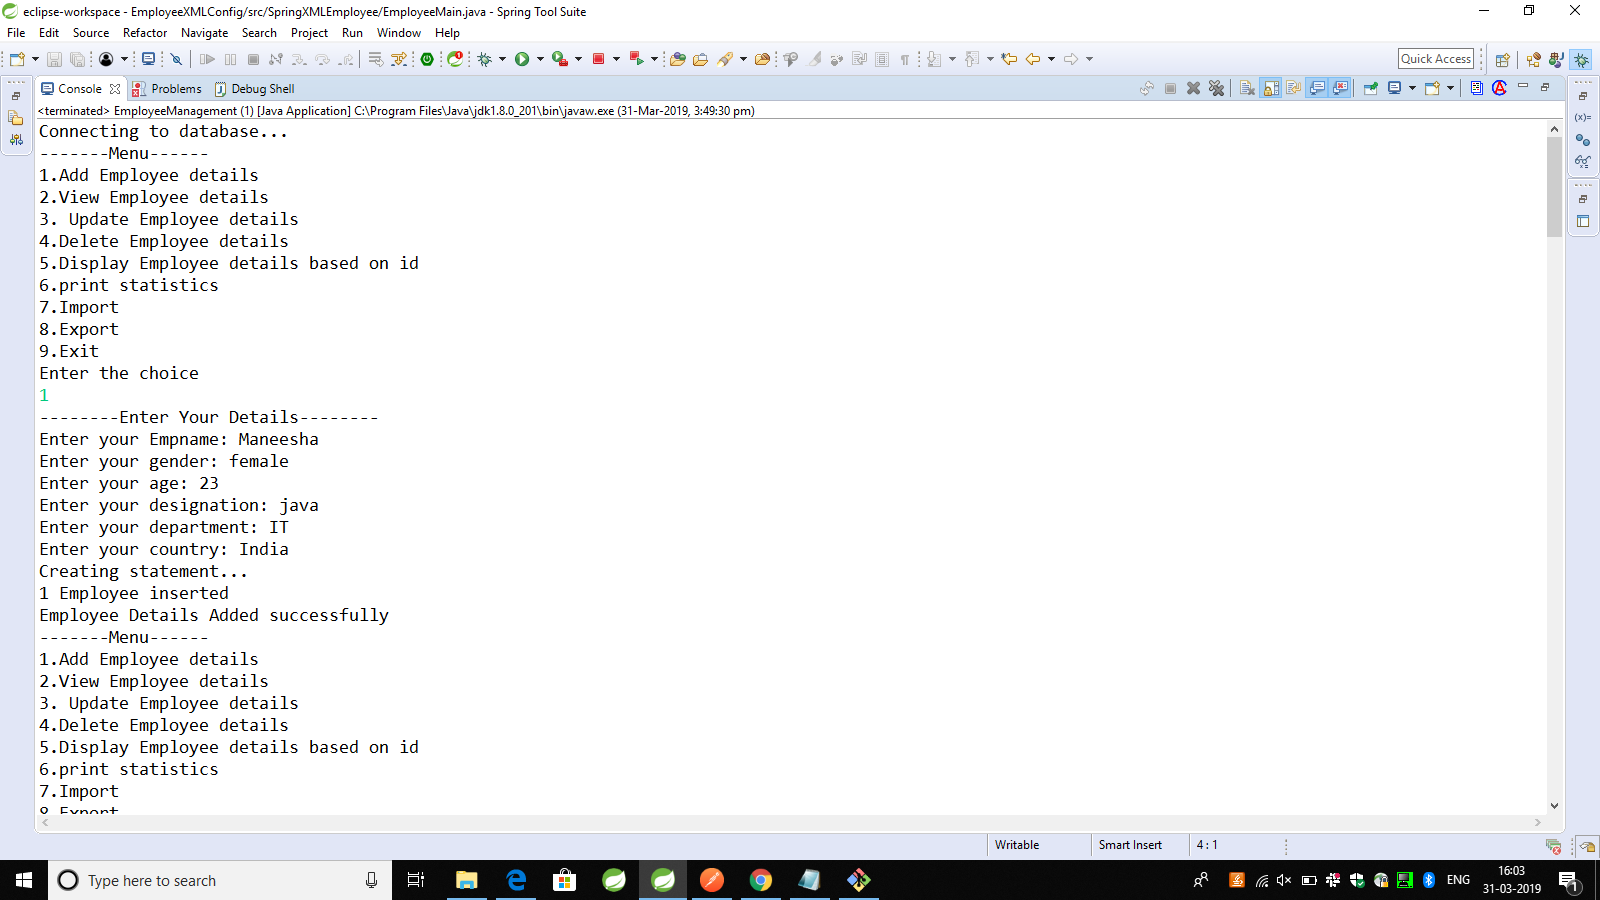 eclipse-workspace - EmployeeXMLConfig/src/SpringXMLEmployee/EmployeeMain.java - Spring Tool Suite
File Edit Source Refactor Navigate Search Project Run Window Help
Quick Access
Console Problems Debug Shell
<terminated> EmployeeManagement (1) [Java Application] C:\Program Files\Java\jdk1.8.0_201\bin\javaw.exe (31-Mar-2019, 3:49:30 pm)
Connecting to database...
-------Menu------
1.Add Employee details
2.View Employee details
3. Update Employee details
4.Delete Employee details
5.Display Employee details based on id
6.print statistics
7.Import
8.Export
9.Exit
Enter the choice
1
--------Enter Your Details--------
Enter your Empname: Maneesha
Enter your gender: female
Enter your age: 23
Enter your designation: java
Enter your department: IT
Enter your country: India
Creating statement...
1 Employee inserted
Employee Details Added successfully
-------Menu------
1.Add Employee details
2.View Employee details
3. Update Employee details
4.Delete Employee details
5.Display Employee details based on id
6.print statistics
7.Import
8.Export
Writable Smart Insert 4 : 1
Type here to search
ENG
16:03
31-03-2019
1